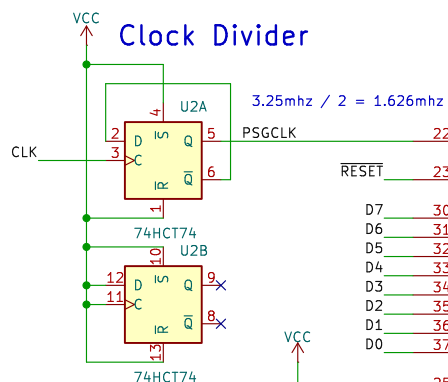 VCC
Clock Divider
4
U2A
3.25mhz / 2 = 1.626mhz
S
2 D Q 5 PSGCLK 22
CLK 3 C
R Q 6 RESET 23
1
74HCT74
D7 30
D6 31
D5 32
D4 33
D3 34
D2 35
D1 36
D0 37
U2B
10
S
12 D Q 9
11 C
R Q 8
13
74HCT74
VCC